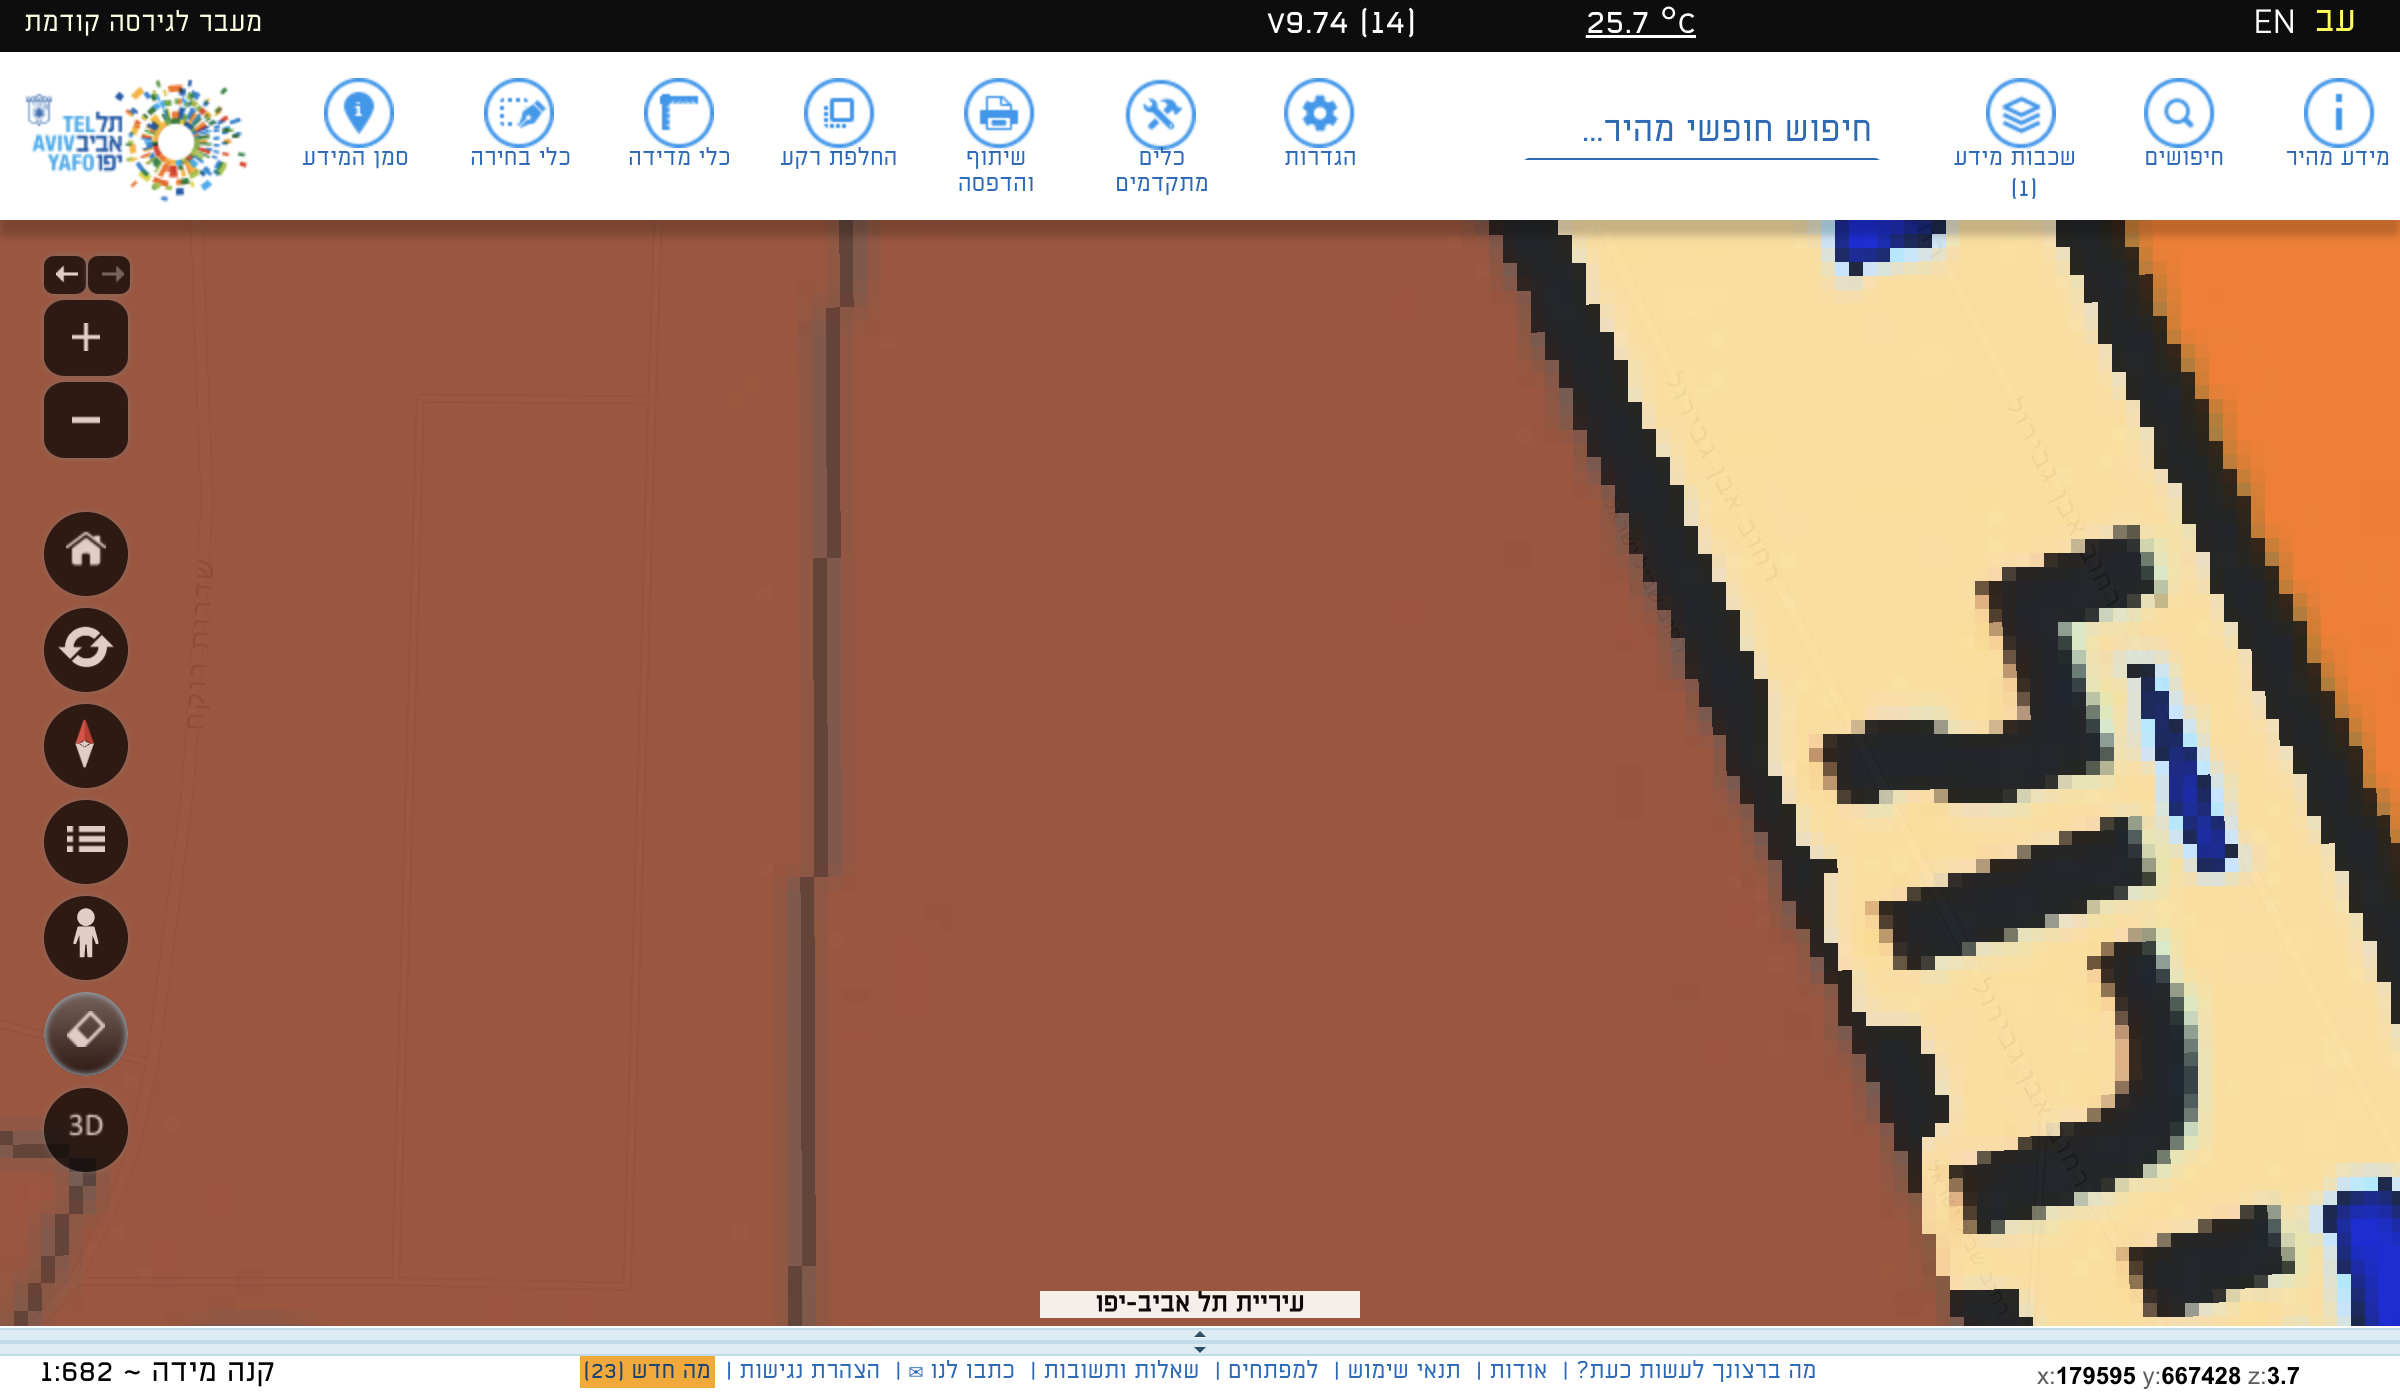 מעבר לגירסה קודמת
V9.74 (14)
25.7 °C
EN עב
TEL AVIV YAFO
תל אביב יפו
מידע מהיר
חיפושים
שכבות מידע (1)
חיפוש חופשי מהיר...
הגדרות
כלים מתקדמים
שיתוף והדפסה
החלפת רקע
כלי מדידה
כלי בחירה
סמן המידע
רחוב אבן גבירול
רחוב אבן גבירול
שדרות רוקח
רחוב אבן גבירול
3D
עיריית תל אביב-יפו
קנה מידה ~ 1:682
מה ברצונך לעשות כעת? | אודות | תנאי שימוש | למפתחים | שאלות ותשובות | כתבו לנו ✉ | הצהרת נגישות | מה חדש (23)
x:179595 y:667428 z:3.7